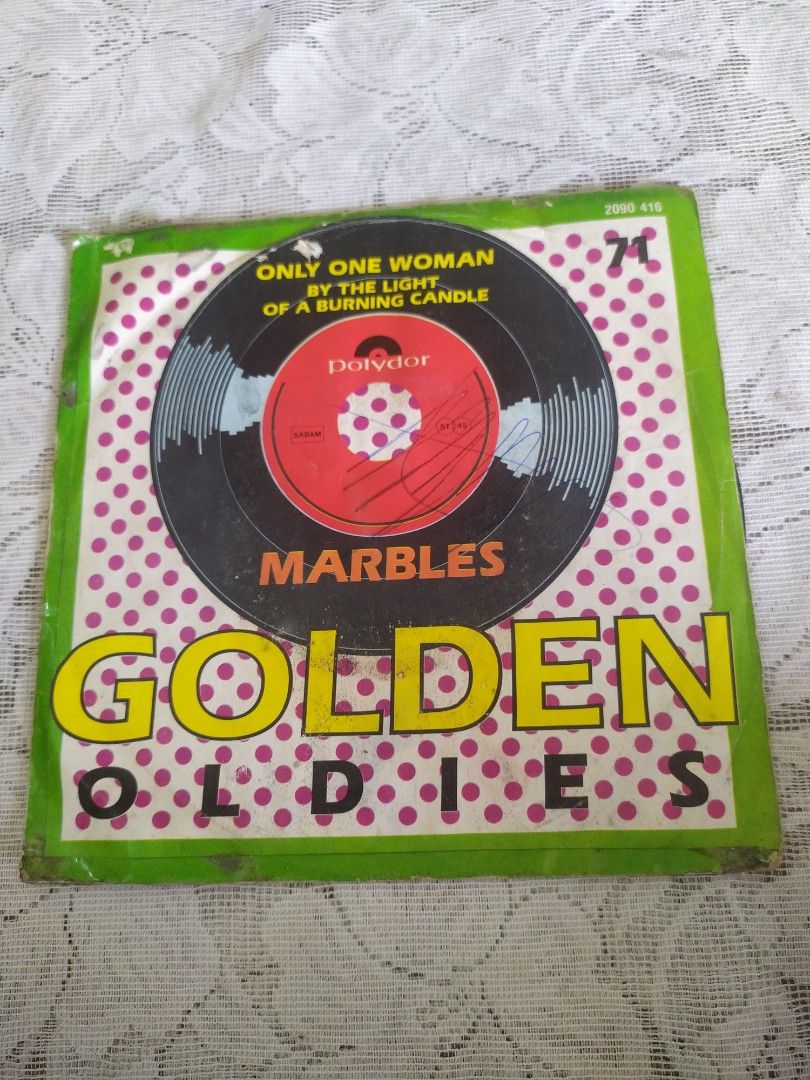 2090 416
71
ONLY ONE WOMAN
BY THE LIGHT
OF A BURNING CANDLE
polydor
SABAM
ST 45
MARBLES
GOLDEN
OLDIES